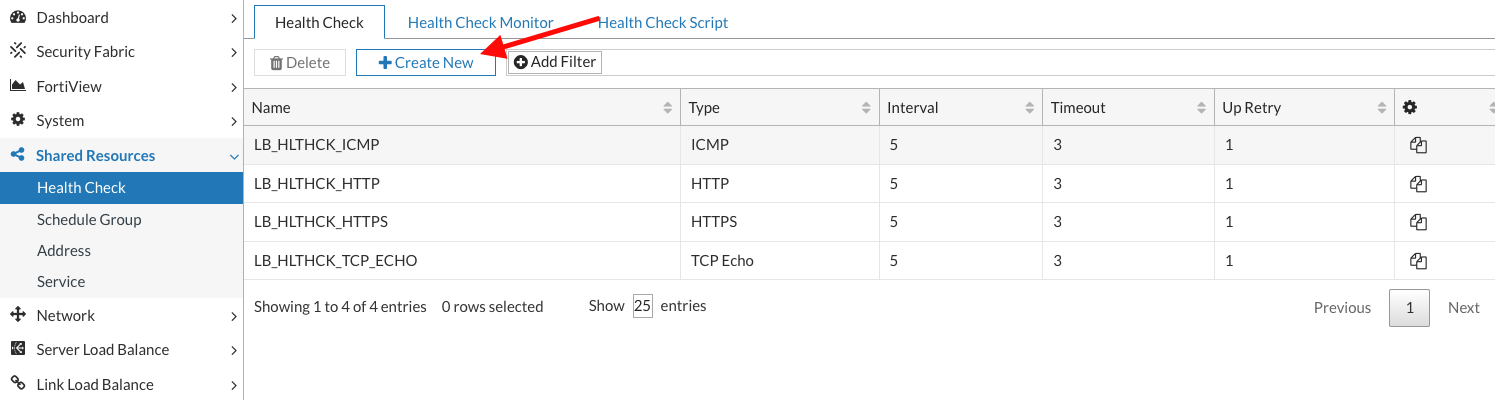 Dashboard
Security Fabric
FortiView
System
Shared Resources
Health Check
Schedule Group
Address
Service
Network
Server Load Balance
Link Load Balance
Health Check Health Check Monitor Health Check Script
Delete Create New Add Filter
Name Type Interval Timeout Up Retry
LB_HLTHCK_ICMP ICMP 5 3 1
LB_HLTHCK_HTTP HTTP 5 3 1
LB_HLTHCK_HTTPS HTTPS 5 3 1
LB_HLTHCK_TCP_ECHO TCP Echo 5 3 1
Showing 1 to 4 of 4 entries 0 rows selected Show 25 entries Previous 1 Next